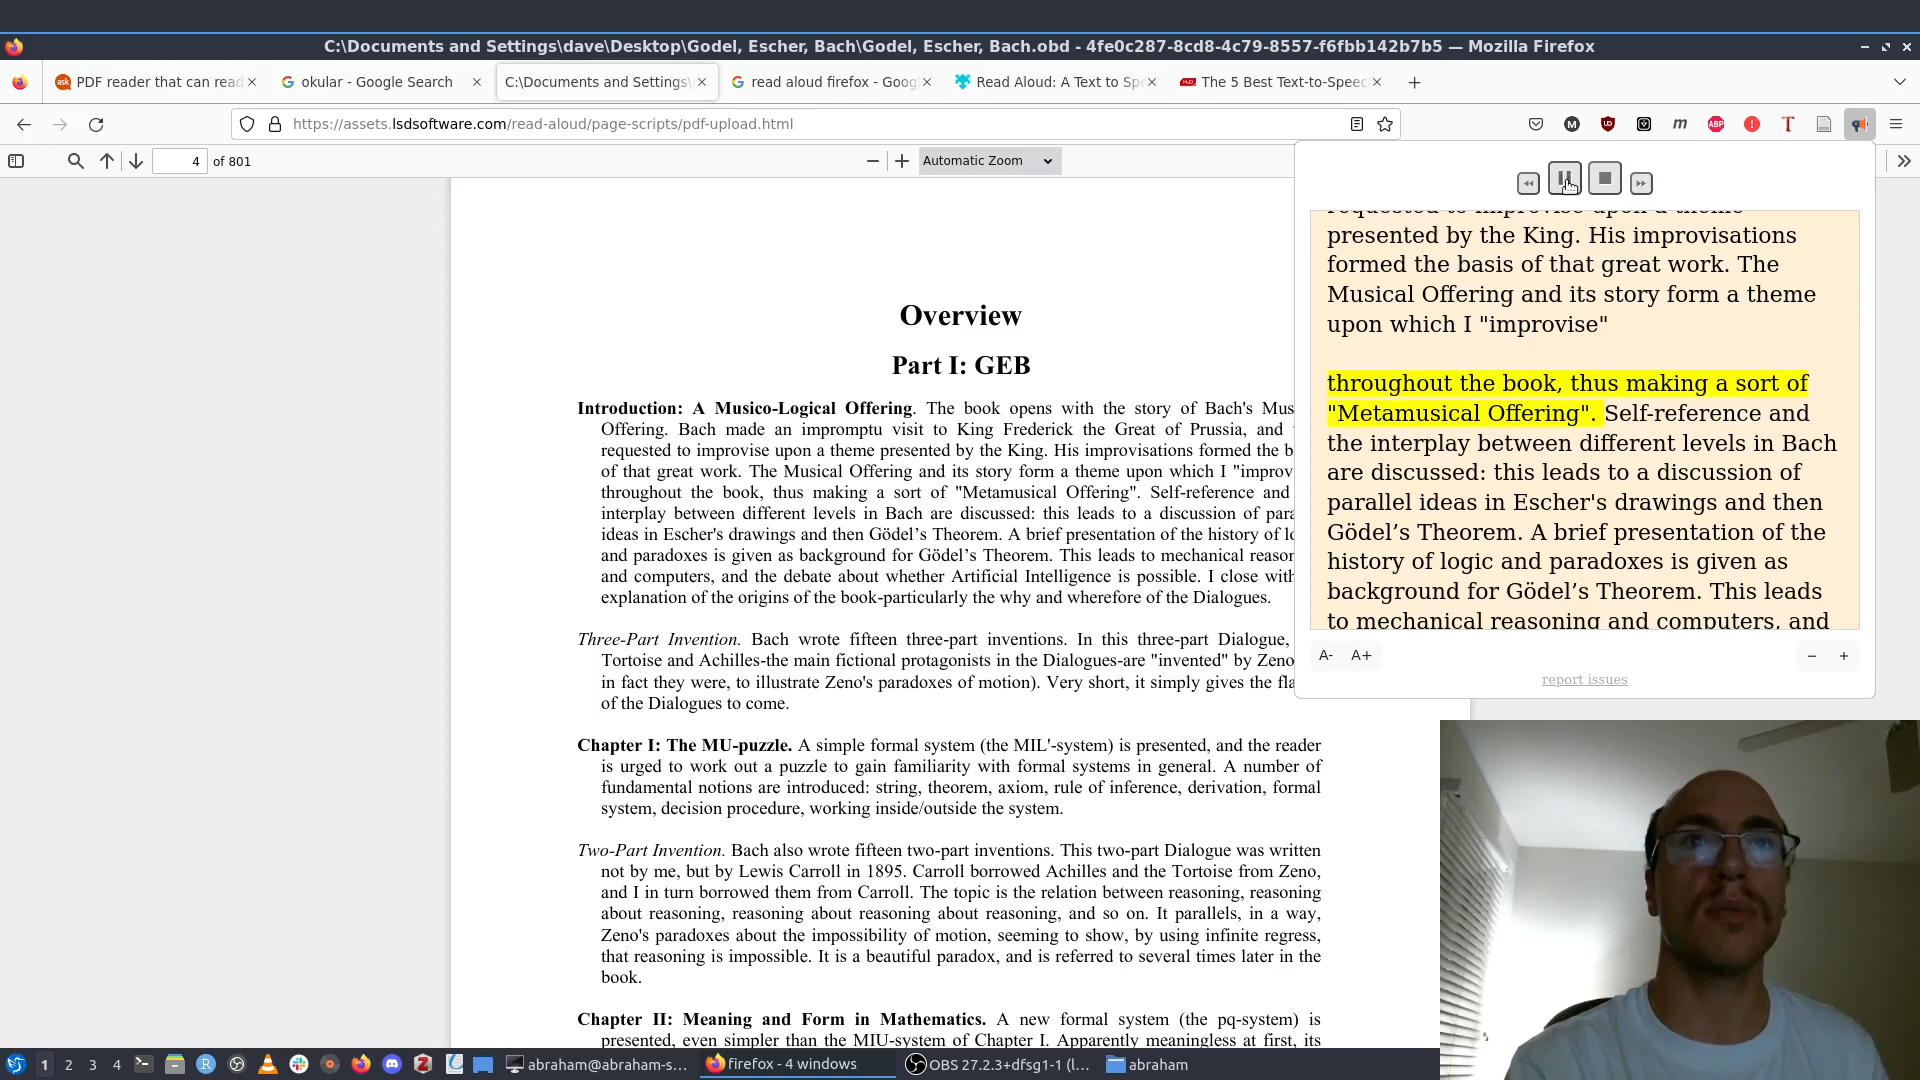 C:\Documents and Settings\dave\Desktop\Godel, Escher, Bach\Godel, Escher, Bach.obd - 4fe0c287-8cd8-4c79-8557-f6fbb142b7b5 — Mozilla Firefox
PDF reader that can read
okular - Google Search
C:\Documents and Settings\
read aloud firefox - Goog
Read Aloud: A Text to Spe
The 5 Best Text-to-Speec
https://assets.lsdsoftware.com/read-aloud/page-scripts/pdf-upload.html
4 of 801
Automatic Zoom
Overview
Part I: GEB
Introduction: A Musico-Logical Offering. The book opens with the story of Bach's Mus
Offering. Bach made an impromptu visit to King Frederick the Great of Prussia, and
requested to improvise upon a theme presented by the King. His improvisations formed the b
of that great work. The Musical Offering and its story form a theme upon which I "improv
throughout the book, thus making a sort of "Metamusical Offering". Self-reference and
interplay between different levels in Bach are discussed: this leads to a discussion of para
ideas in Escher's drawings and then Gödel’s Theorem. A brief presentation of the history of lo
and paradoxes is given as background for Gödel’s Theorem. This leads to mechanical reason
and computers, and the debate about whether Artificial Intelligence is possible. I close with
explanation of the origins of the book-particularly the why and wherefore of the Dialogues.
Three-Part Invention. Bach wrote fifteen three-part inventions. In this three-part Dialogue,
Tortoise and Achilles-the main fictional protagonists in the Dialogues-are "invented" by Zeno
in fact they were, to illustrate Zeno's paradoxes of motion). Very short, it simply gives the fla
of the Dialogues to come.
Chapter I: The MU-puzzle. A simple formal system (the MIL'-system) is presented, and the reader
is urged to work out a puzzle to gain familiarity with formal systems in general. A number of
fundamental notions are introduced: string, theorem, axiom, rule of inference, derivation, formal
system, decision procedure, working inside/outside the system.
Two-Part Invention. Bach also wrote fifteen two-part inventions. This two-part Dialogue was written
not by me, but by Lewis Carroll in 1895. Carroll borrowed Achilles and the Tortoise from Zeno,
and I in turn borrowed them from Carroll. The topic is the relation between reasoning, reasoning
about reasoning, reasoning about reasoning about reasoning, and so on. It parallels, in a way,
Zeno's paradoxes about the impossibility of motion, seeming to show, by using infinite regress,
that reasoning is impossible. It is a beautiful paradox, and is referred to several times later in the
book.
Chapter II: Meaning and Form in Mathematics. A new formal system (the pq-system) is
presented, even simpler than the MIU-system of Chapter I. Apparently meaningless at first, its
requested to improvise upon a theme
presented by the King. His improvisations
formed the basis of that great work. The
Musical Offering and its story form a theme
upon which I "improvise"
throughout the book, thus making a sort of
"Metamusical Offering". Self-reference and
the interplay between different levels in Bach
are discussed: this leads to a discussion of
parallel ideas in Escher's drawings and then
Gödel’s Theorem. A brief presentation of the
history of logic and paradoxes is given as
background for Gödel’s Theorem. This leads
to mechanical reasoning and computers, and
A- A+ − +
report issues
1 2 3 4
abraham@abraham-s...
firefox - 4 windows
OBS 27.2.3+dfsg1-1 (l...
abraham